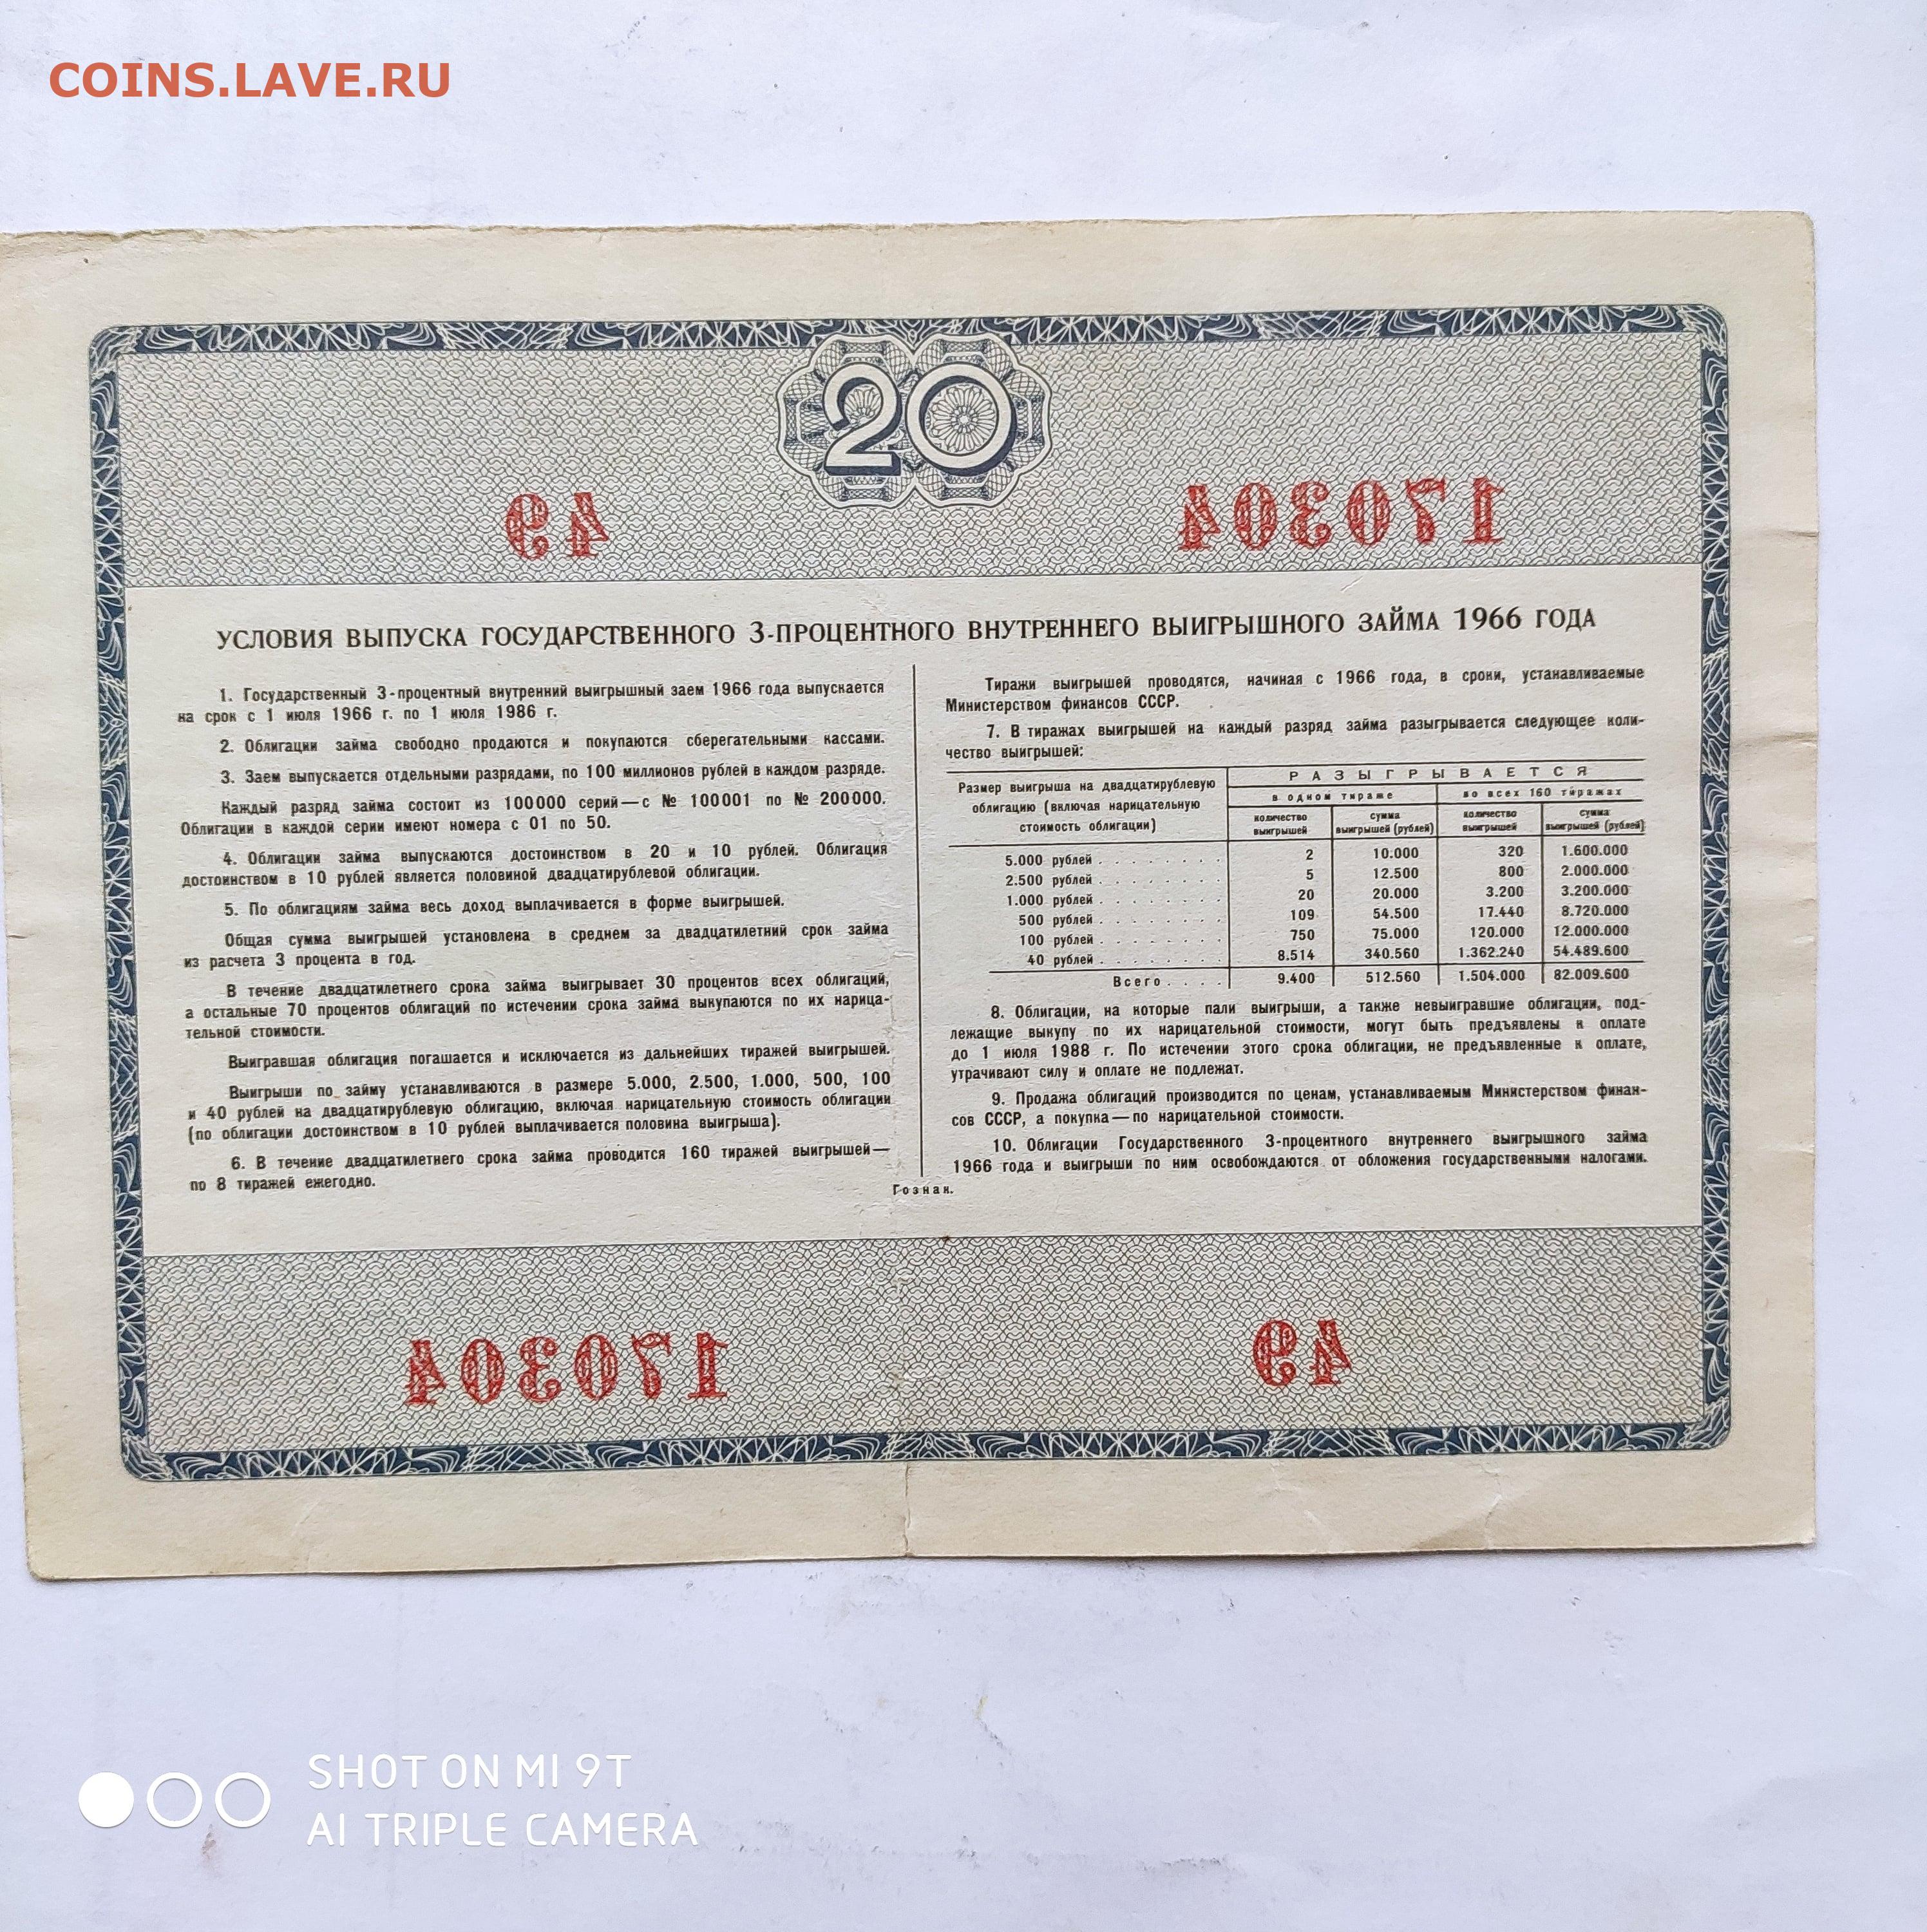 COINS.LAVE.RU
20
49 170304
УСЛОВИЯ ВЫПУСКА ГОСУДАРСТВЕННОГО 3-ПРОЦЕНТНОГО ВНУТРЕННЕГО ВЫИГРЫШНОГО ЗАЙМА 1966 ГОДА
1. Государственный 3-процентный внутренний выигрышный заем 1966 года выпускается
на срок с 1 июля 1966 г. по 1 июля 1986 г.
2. Облигации займа свободно продаются и покупаются сберегательными кассами.
3. Заем выпускается отдельными разрядами, по 100 миллионов рублей в каждом разряде.
Каждый разряд займа состоит из 100000 серий—с № 100001 по № 200000.
Облигации в каждой серии имеют номера с 01 по 50.
4. Облигации займа выпускаются достоинством в 20 и 10 рублей. Облигация
достоинством в 10 рублей является половиной двадцатирублевой облигации.
5. По облигациям займа весь доход выплачивается в форме выигрышей.
Общая сумма выигрышей установлена в среднем за двадцатилетний срок займа
из расчета 3 процента в год.
В течение двадцатилетнего срока займа выигрывает 30 процентов всех облигаций,
а остальные 70 процентов облигаций по истечении срока займа выкупаются по их нарица-
тельной стоимости.
Выигравшая облигация погашается и исключается из дальнейших тиражей выигрышей.
Выигрыши по займу устанавливаются в размере 5.000, 2.500, 1.000, 500, 100
и 40 рублей на двадцатирублевую облигацию, включая нарицательную стоимость облигации
(по облигации достоинством в 10 рублей выплачивается половина выигрыша).
6. В течение двадцатилетнего срока займа проводится 160 тиражей выигрышей—
по 8 тиражей ежегодно.
Тиражи выигрышей проводятся, начиная с 1966 года, в сроки, устанавливаемые
Министерством финансов СССР.
7. В тиражах выигрышей на каждый разряд займа разыгрывается следующее коли-
чество выигрышей:
Размер выигрыша на двадцатирублевую
облигацию (включая нарицательную
стоимость облигации)
РАЗЫГРЫВАЕТСЯ
в одном тираже во всех 160 тиражах
количество выигрышей сумма выигрышей (рублей) количество выигрышей сумма выигрышей (рублей)
5.000 рублей . . . . . . . . 2 10.000 320 1.600.000
2.500 рублей . . . . . . . . 5 12.500 800 2.000.000
1.000 рублей . . . . . . . . 20 20.000 3.200 3.200.000
500 рублей . . . . . . . . 109 54.500 17.440 8.720.000
100 рублей . . . . . . . . 750 75.000 120.000 12.000.000
40 рублей . . . . . . . . 8.514 340.560 1.362.240 54.489.600
Всего . . . . 9.400 512.560 1.504.000 82.009.600
8. Облигации, на которые пали выигрыши, а также невыигравшие облигации, под-
лежащие выкупу по их нарицательной стоимости, могут быть предъявлены к оплате
до 1 июля 1988 г. По истечении этого срока облигации, не предъявленные к оплате,
утрачивают силу и оплате не подлежат.
9. Продажа облигаций производится по ценам, устанавливаемым Министерством финан-
сов СССР, а покупка—по нарицательной стоимости.
10. Облигации Государственного 3-процентного внутреннего выигрышного займа
1966 года и выигрыши по ним освобождаются от обложения государственными налогами.
Гознак.
170304 49
SHOT ON MI 9T
AI TRIPLE CAMERA